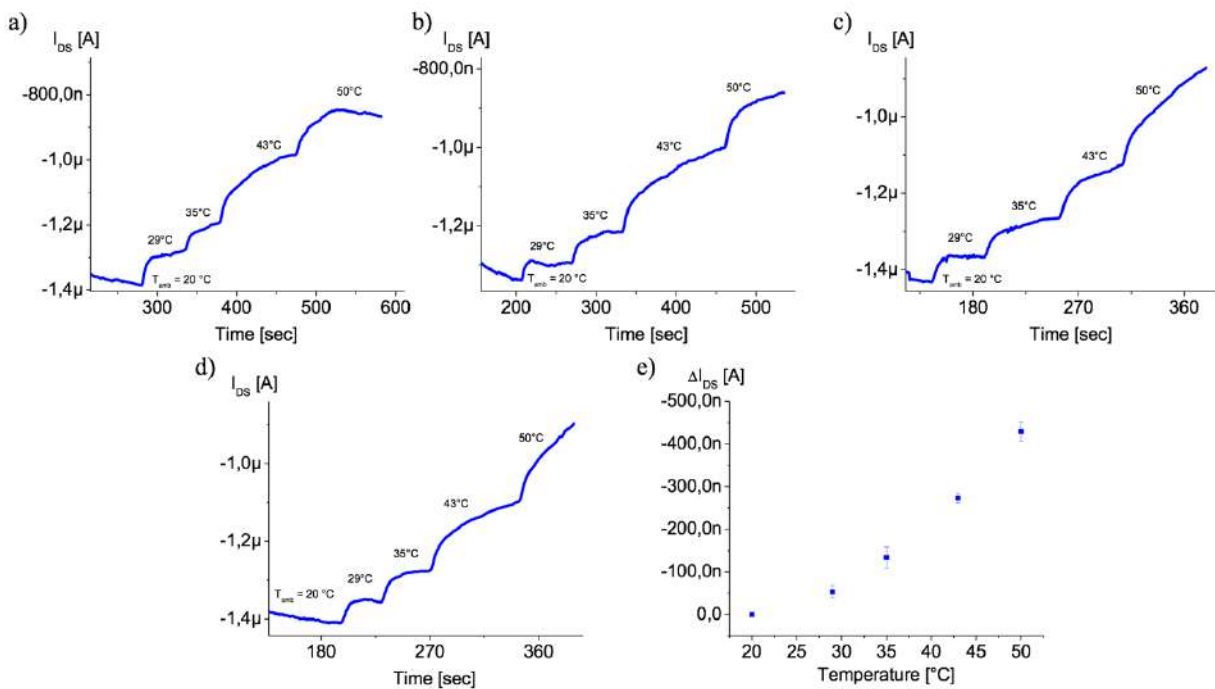 a)
I_DS [A]
-800,0n
-1,0µ
-1,2µ
-1,4µ
300 400 500 600
Time [sec]
T_amb = 20 °C
29°C
35°C
43°C
50°C
b)
I_DS [A]
-800,0n
-1,0µ
-1,2µ
200 300 400 500
Time [sec]
T_amb = 20 °C
29°C
35°C
43°C
50°C
c)
I_DS [A]
-1,0µ
-1,2µ
-1,4µ
180 270 360
Time [sec]
T_amb = 20 °C
29°C
35°C
43°C
50°C
d)
I_DS [A]
-1,0µ
-1,2µ
-1,4µ
180 270 360
Time [sec]
T_amb = 20 °C
29°C
35°C
43°C
50°C
e)
ΔI_DS [A]
-500,0n
-400,0n
-300,0n
-200,0n
-100,0n
0,0
20 25 30 35 40 45 50
Temperature [°C]